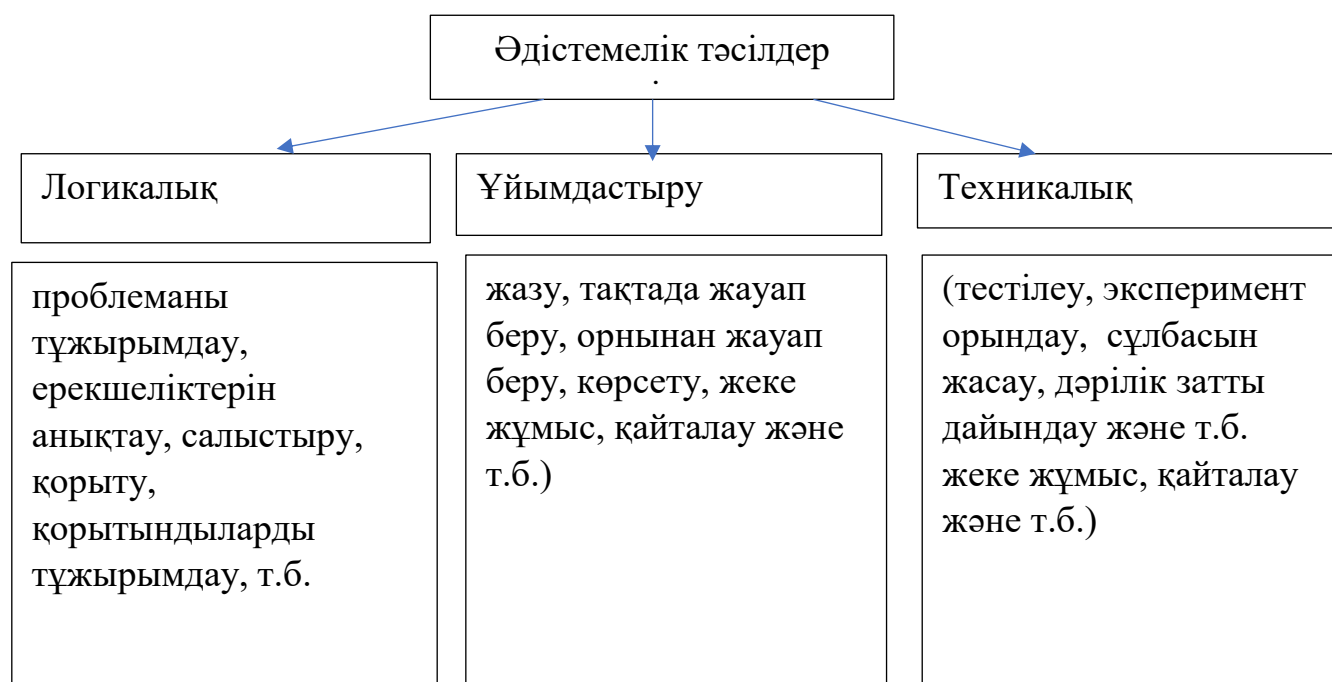 Әдістемелік тәсілдер
.
Логикалық
Ұйымдастыру
Техникалық
проблеманы
тұжырымдау,
ерекшеліктерін
анықтау, салыстыру,
қорыту,
қорытындыларды
тұжырымдау, т.б.
жазу, тақтада жауап
беру, орнынан жауап
беру, көрсету, жеке
жұмыс, қайталау және
т.б.)
(тестілеу, эксперимент
орындау,  сұлбасын
жасау, дәрілік затты
дайындау және т.б.
жеке жұмыс, қайталау
және т.б.)